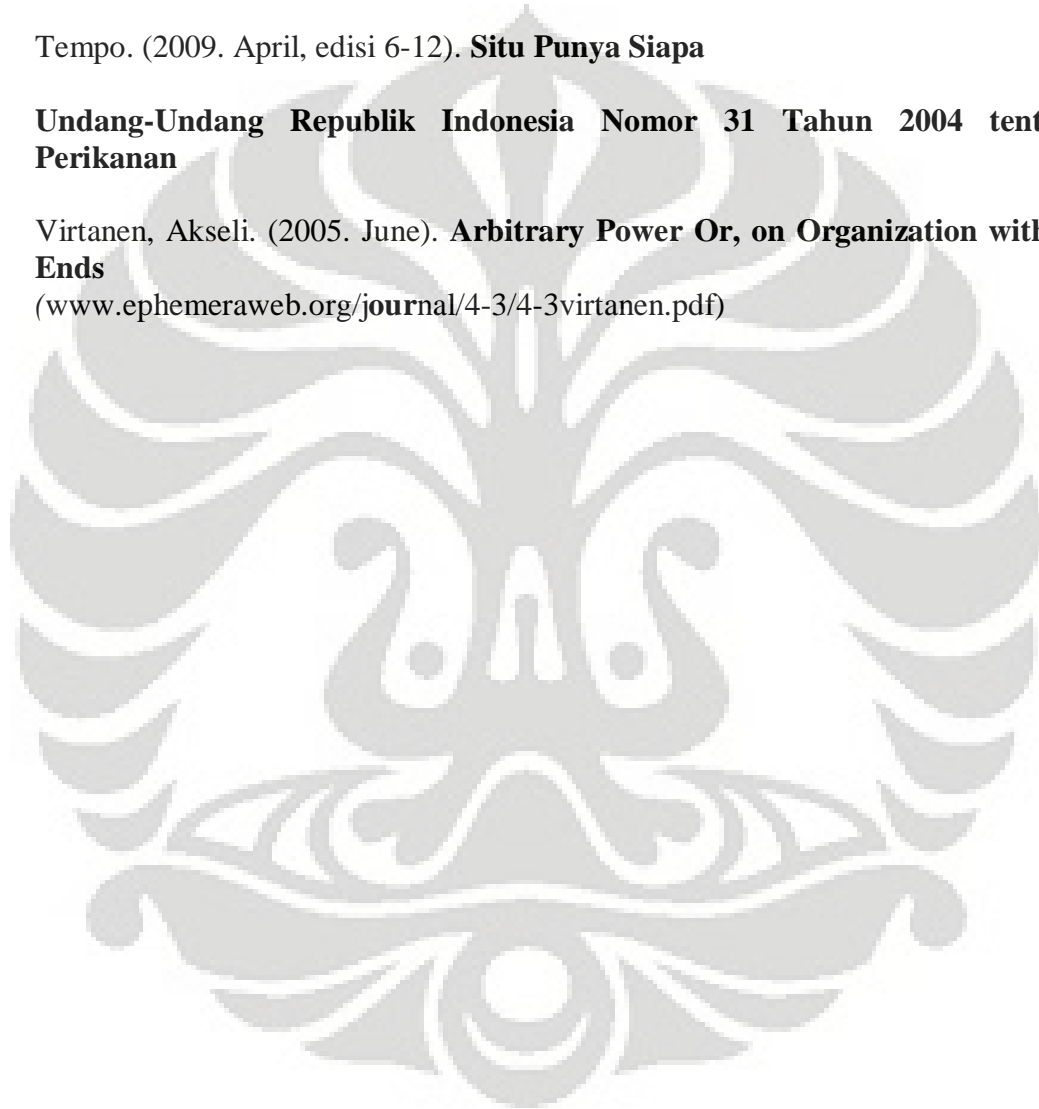 Tempo. (2009. April, edisi 6-12). Situ Punya Siapa
Undang-Undang Republik Indonesia Nomor 31 Tahun 2004 tent
Perikanan
Virtanen, Akseli. (2005. June). Arbitrary Power Or, on Organization with
Ends
(www.ephemeraweb.org/journal/4-3/4-3virtanen.pdf)